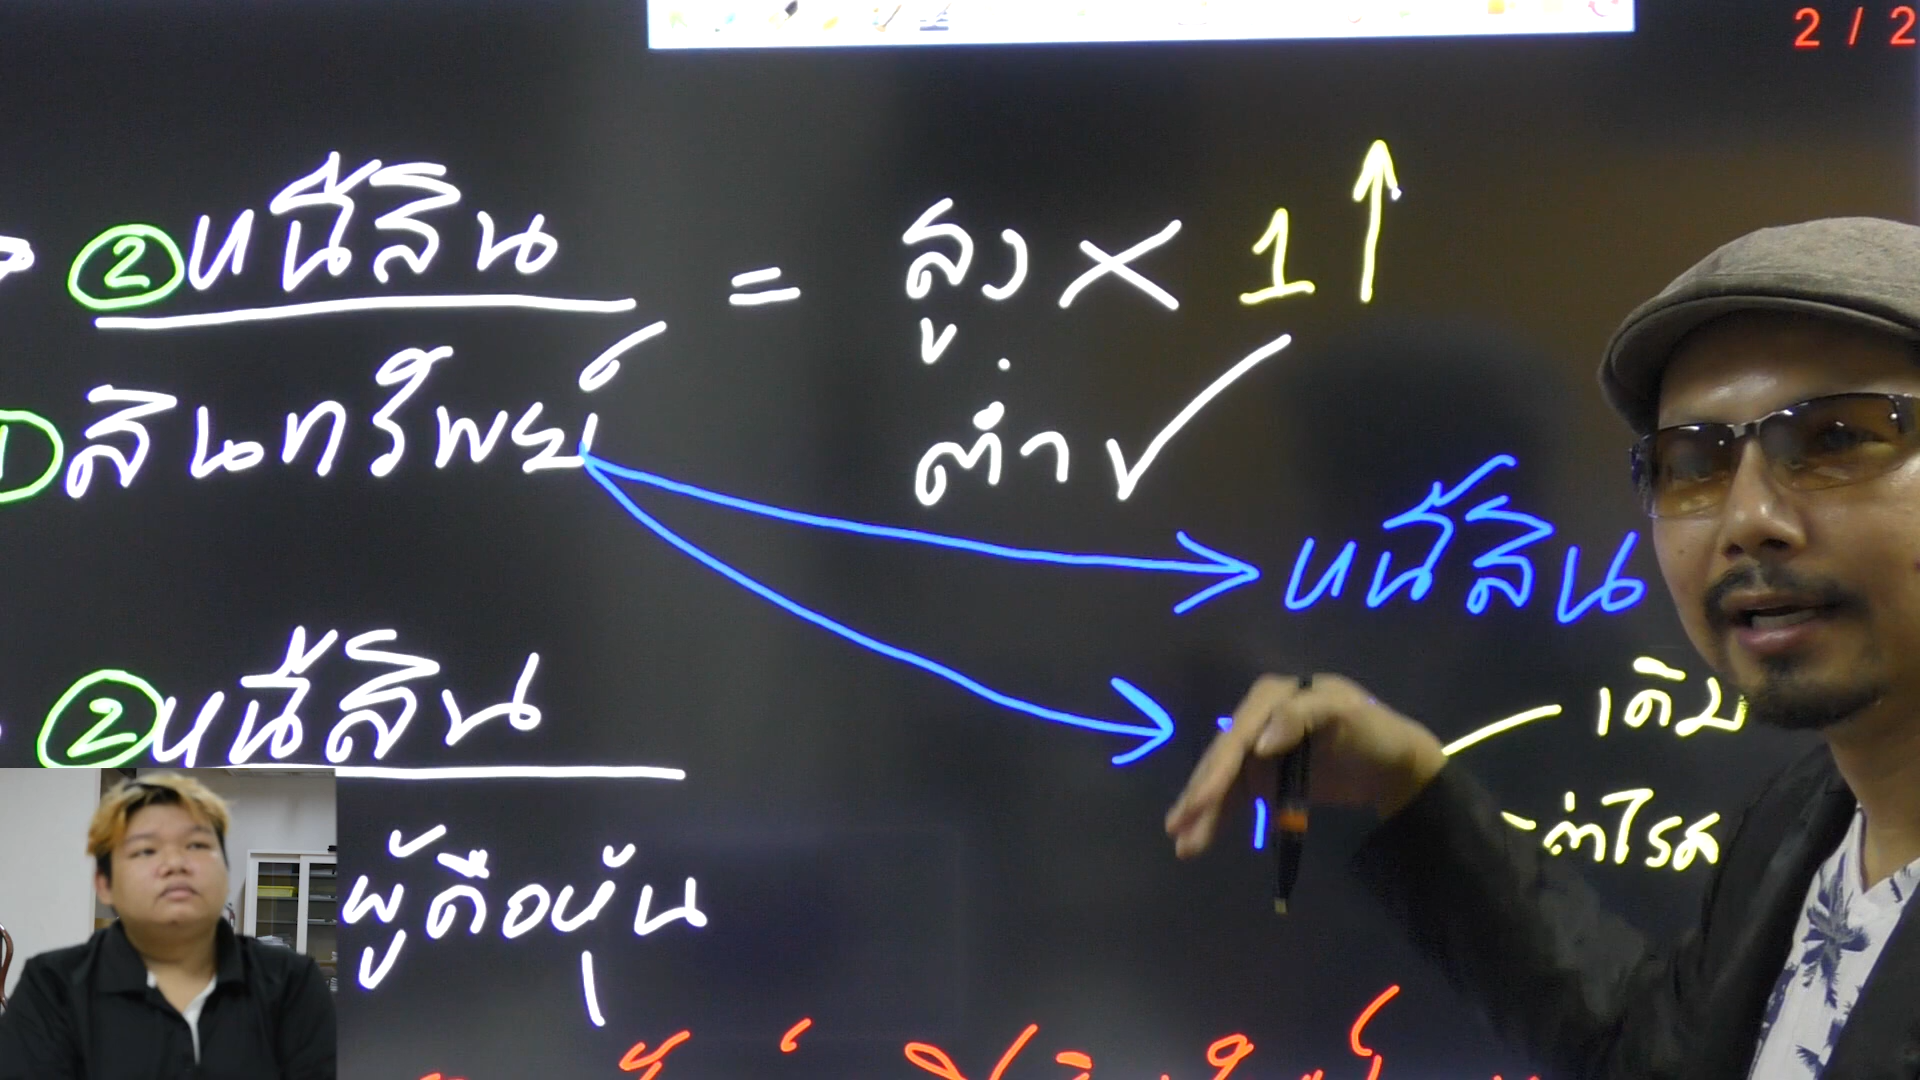 2 / 2
② หนี้สิน = สูง × 1 ↑
สินทรัพย์ ต่ำ ✓
หนี้สิน
② หนี้สิน
เดิม
กำไรส
ผู้ถือหุ้น